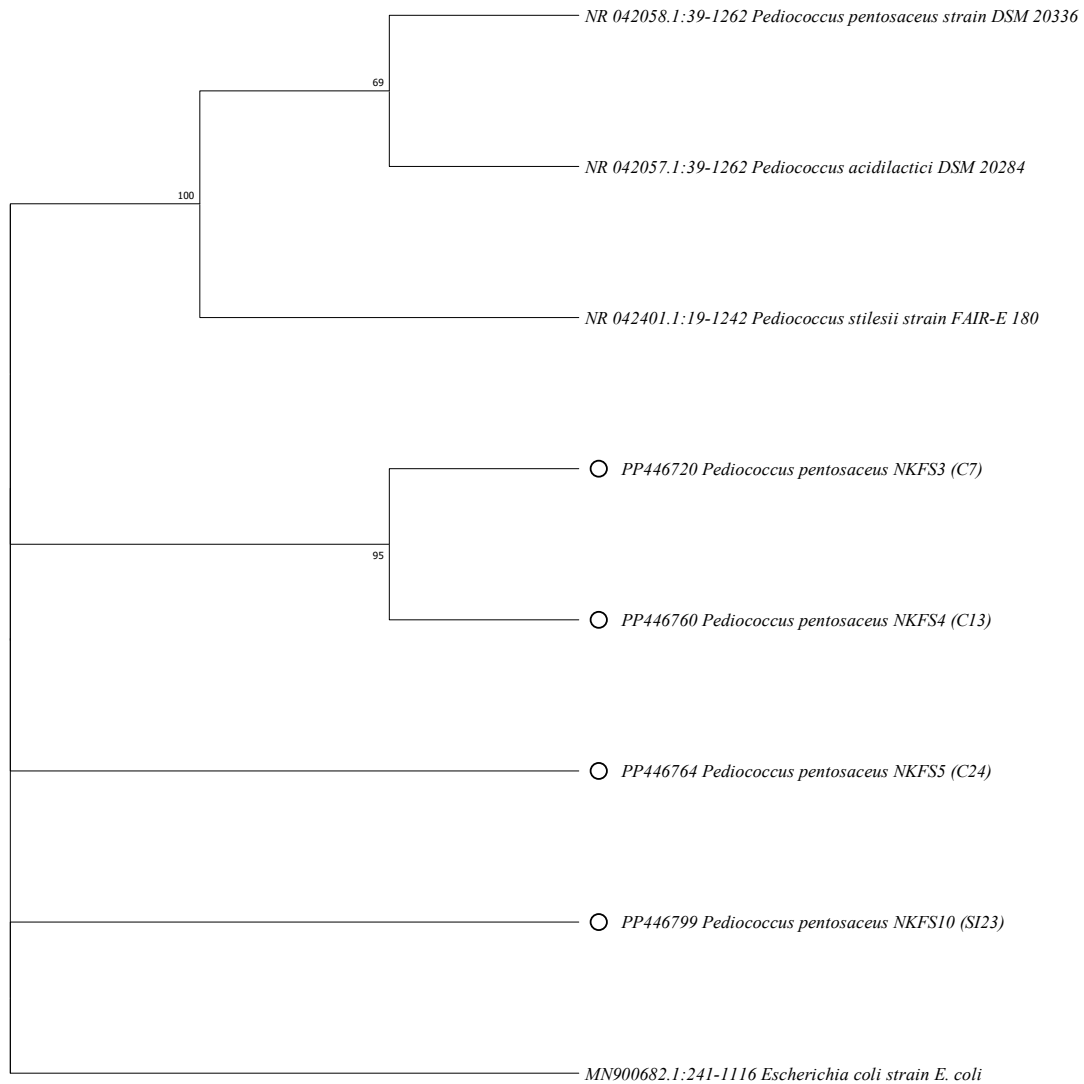 NR 042058.1:39-1262 Pediococcus pentosaceus strain DSM 20336
69
NR 042057.1:39-1262 Pediococcus acidilactici DSM 20284
100
NR 042401.1:19-1242 Pediococcus stilesii strain FAIR-E 180
PP446720 Pediococcus pentosaceus NKFS3 (C7)
95
PP446760 Pediococcus pentosaceus NKFS4 (C13)
PP446764 Pediococcus pentosaceus NKFS5 (C24)
PP446799 Pediococcus pentosaceus NKFS10 (SI23)
MN900682.1:241-1116 Escherichia coli strain E. coli